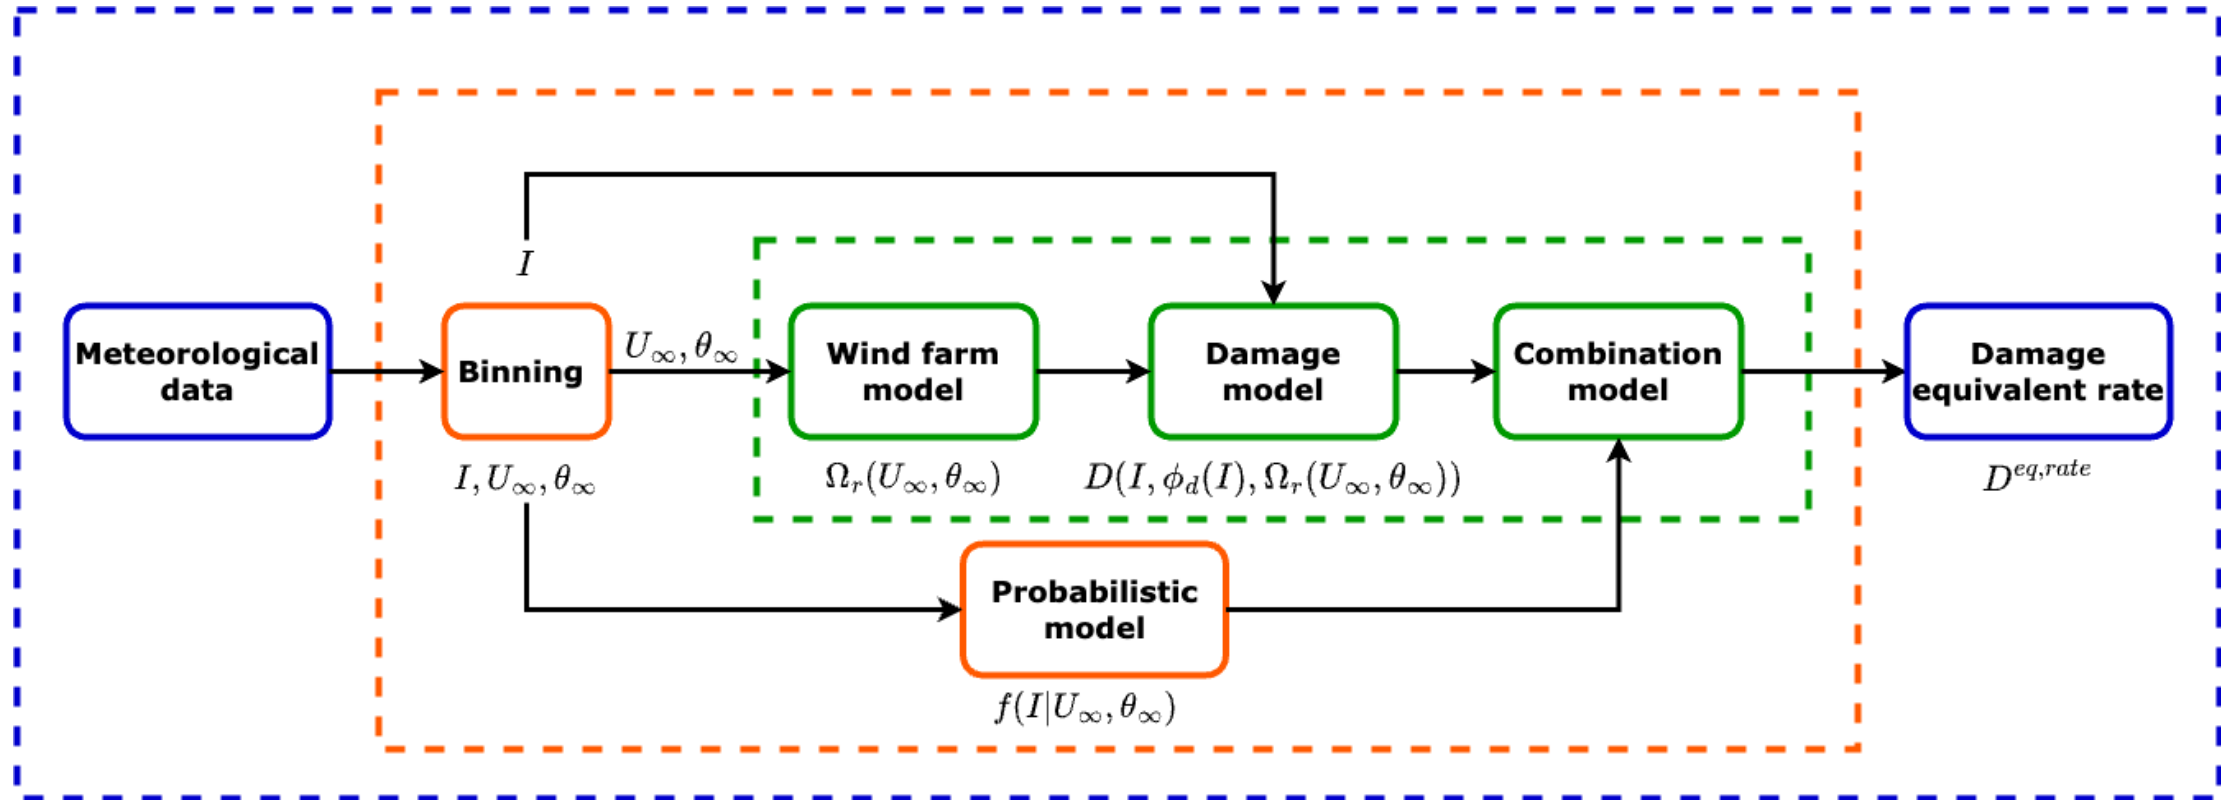 I
Meteorological
data
Binning
U∞, θ∞
Wind farm
model
Damage
model
Combination
model
Damage
equivalent rate
I, U∞, θ∞
Ωr(U∞, θ∞)
D(I, ϕd(I), Ωr(U∞, θ∞))
D^eq,rate
Probabilistic
model
f(I|U∞, θ∞)